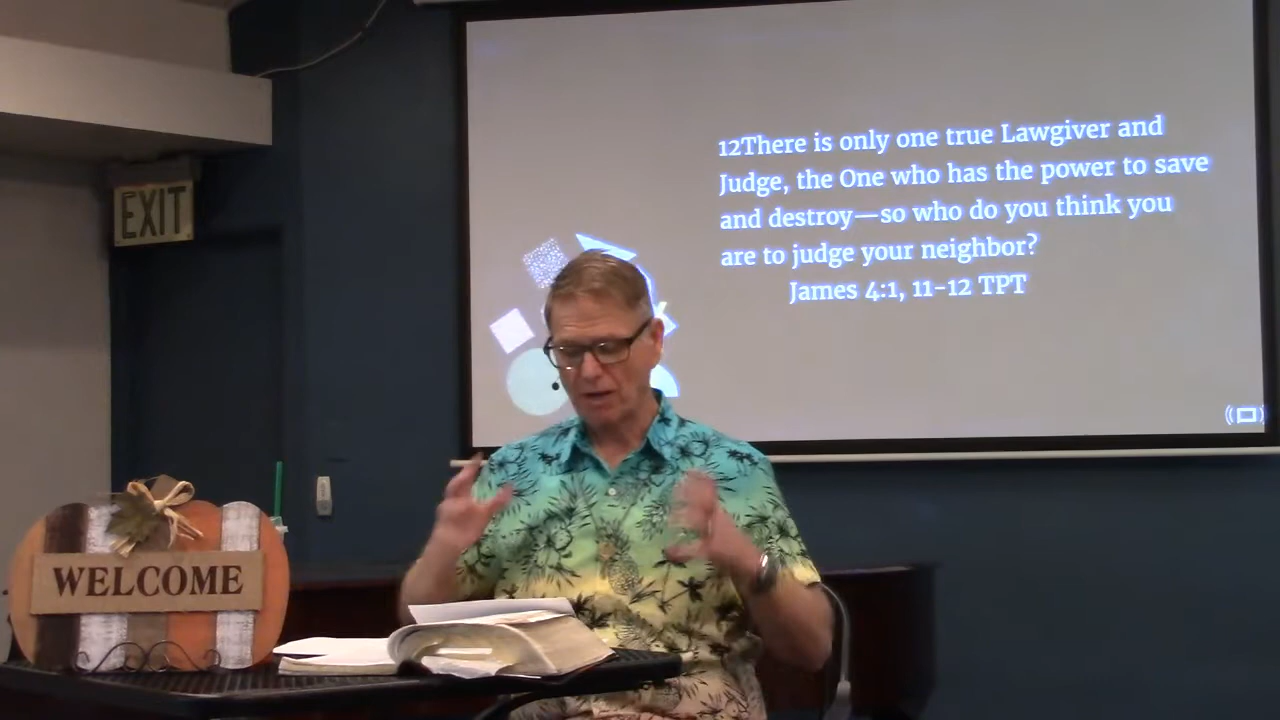 12There is only one true Lawgiver and
Judge, the One who has the power to save
and destroy—so who do you think you
are to judge your neighbor?
James 4:1, 11-12 TPT
EXIT
WELCOME